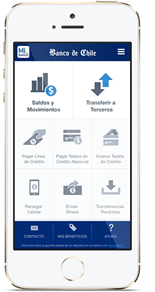 Mi
Banco de Chile
Saldos y
Movimientos
Transferir a
Terceros
Pagar Línea
de Crédito
Pagar Tarjeta de
Crédito Nacional
Avance Tarjeta
de Crédito
Recargar
Celular
Enviar
Dinero
Transferencias
Recibidas
CONTACTO
MIS BENEFICIOS
AYUDA